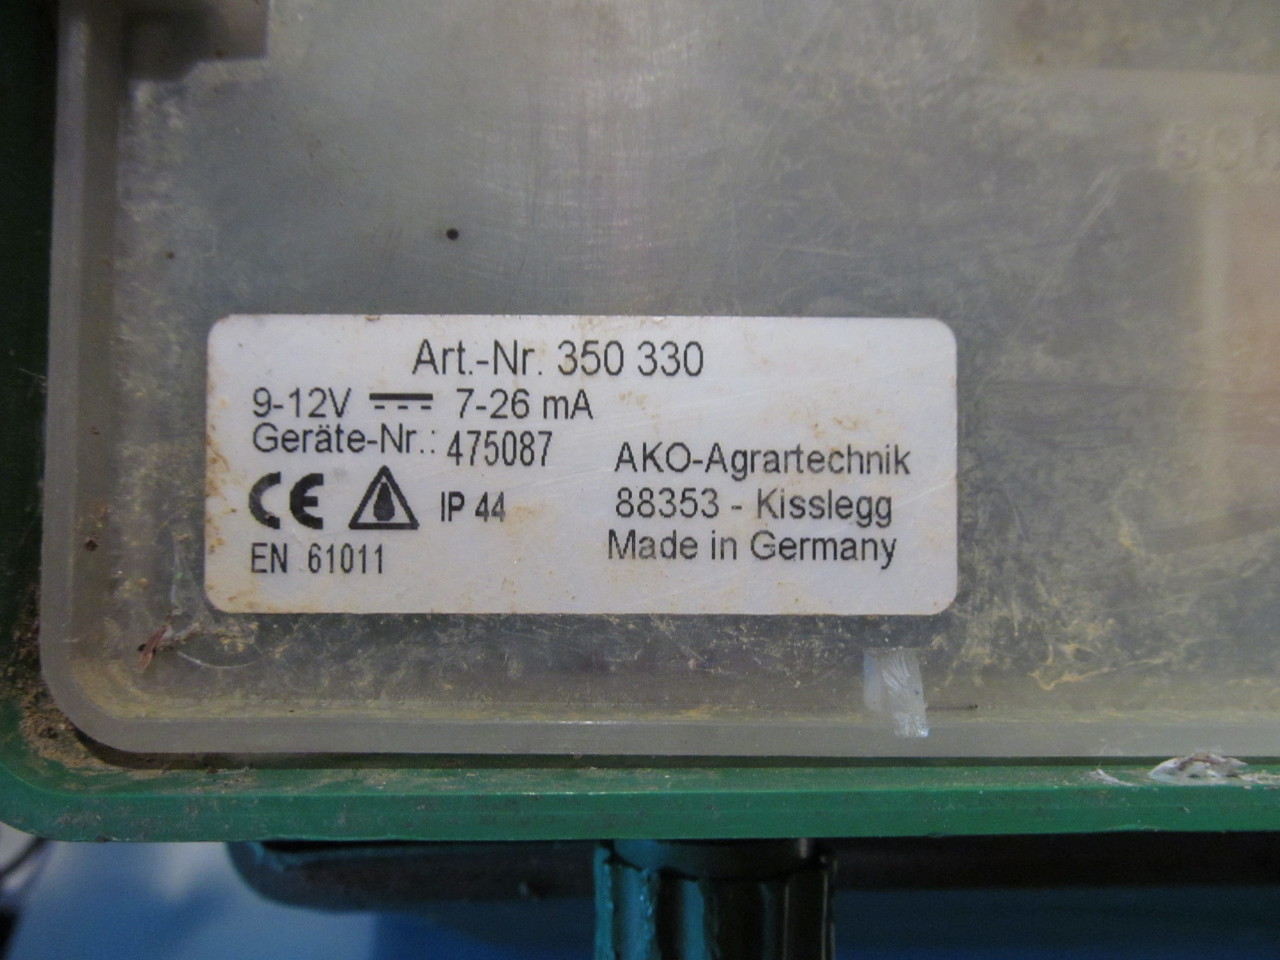 Art.-Nr. 350 330
9-12V 7-26 mA
Geräte-Nr.: 475087
CE IP 44
EN 61011
AKO-Agrartechnik
88353 - Kisslegg
Made in Germany